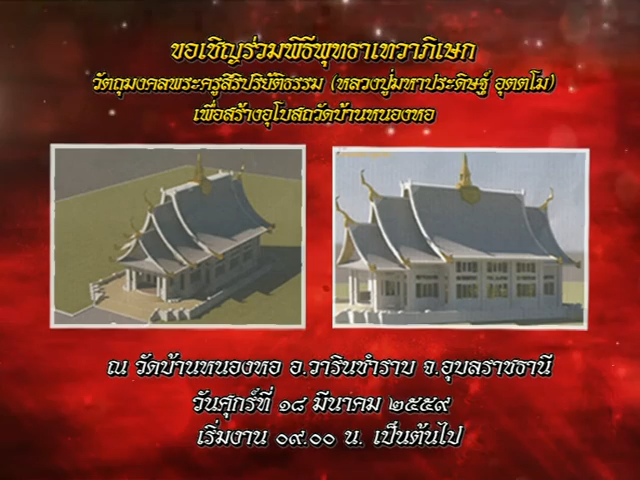 ขอเชิญร่วมพิธีพุทธาเทวาภิเษก
วัตถุมงคลพระครูสิริปริยัติธรรม (หลวงปู่มหาประดิษฐ์ อุตตโม)
เพื่อสร้างอุโบสถวัดบ้านหนองหอ
ณ วัดบ้านหนองหอ อ.วารินชำราบ จ.อุบลราชธานี
วันศุกร์ที่ ๑๘ มีนาคม ๒๕๕๙
เริ่มงาน ๐๙.๐๐ น. เป็นต้นไป